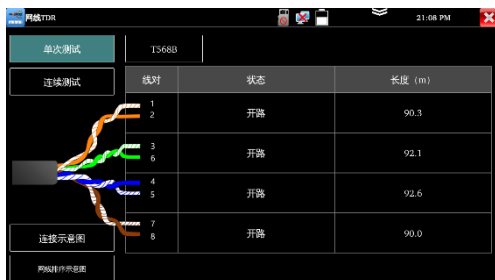 网线TDR
21:08 PM
单次测试
T568B
连续测试
线对 状态 长度（m）
1
2
开路 90.3
3
6
开路 92.1
4
5
开路 92.6
7
8
开路 90.0
连接示意图
网线排序示意图